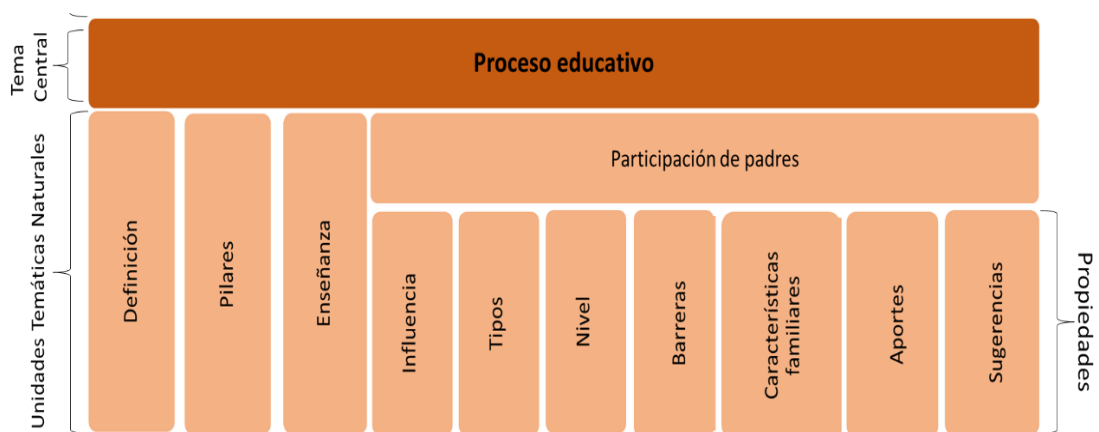 Tema
Central
Proceso educativo
Unidades Temáticas Naturales
Definición
Pilares
Enseñanza
Participación de padres
Influencia
Tipos
Nivel
Barreras
Características
familiares
Aportes
Sugerencias
Propiedades